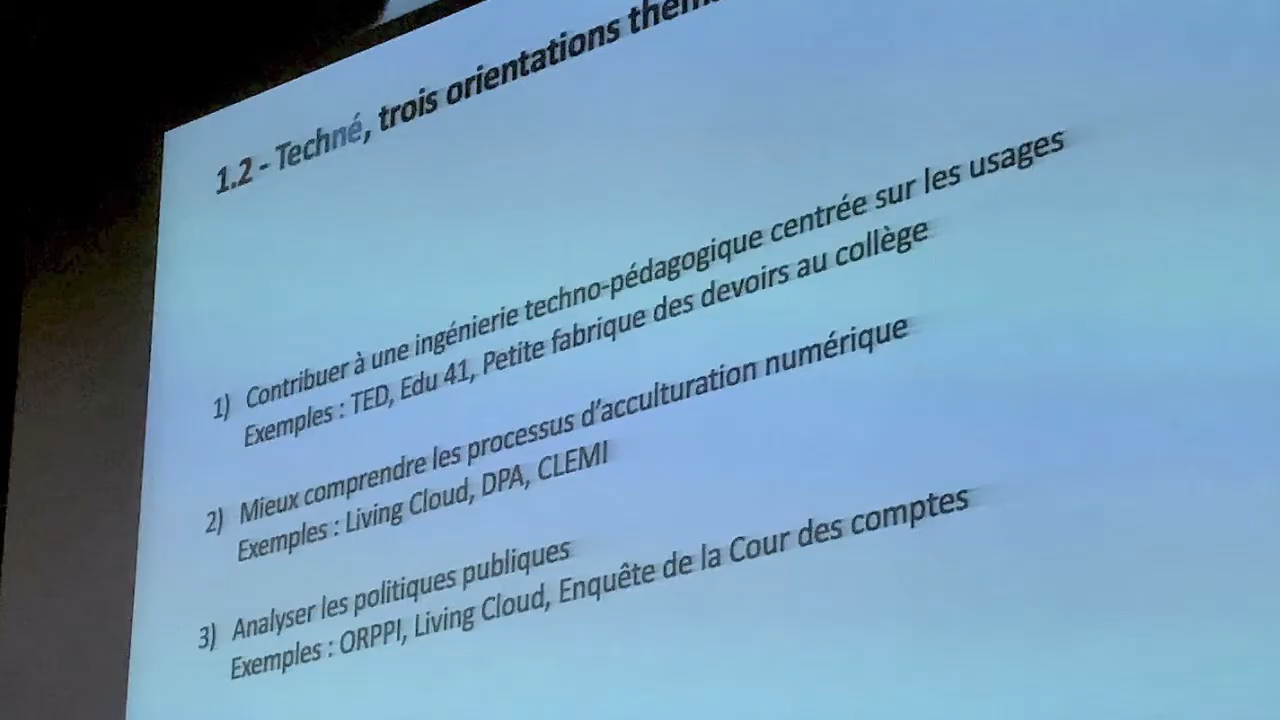 1.2 - Techné, trois orientations
1) Contribuer à une ingénierie techno-pédagogique centrée sur les usages
Exemples : TED, Edu 41, Petite fabrique des devoirs au collège
2) Mieux comprendre les processus d'acculturation numérique
Exemples : Living Cloud, DPA, CLEMI
3) Analyser les politiques publiques
Exemples : ORPPI, Living Cloud, Enquête de la Cour des comptes